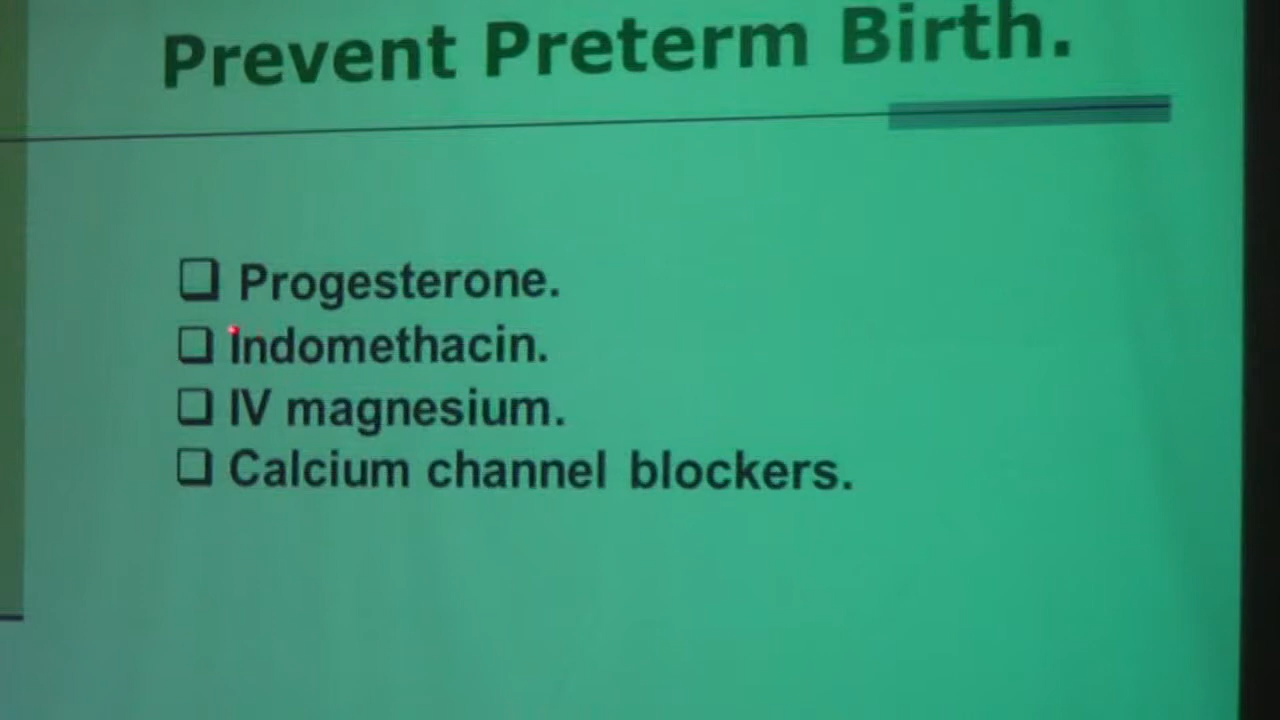 Prevent Preterm Birth.
Progesterone.
Indomethacin.
IV magnesium.
Calcium channel blockers.